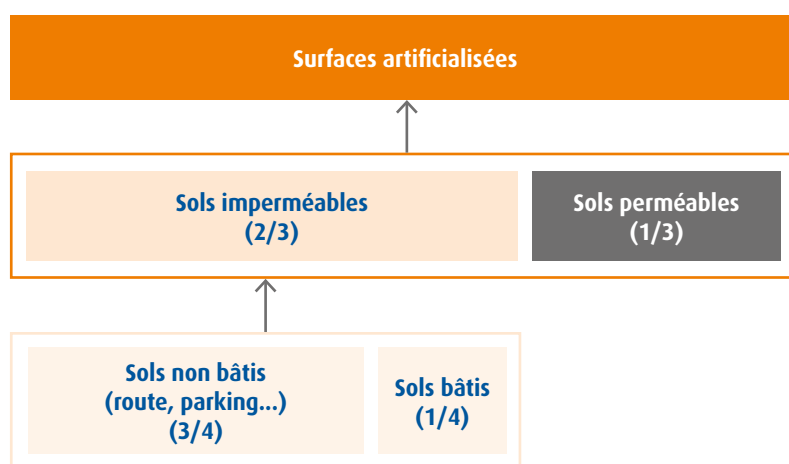 Surfaces artificialisées
Sols imperméables
(2/3)
Sols perméables
(1/3)
Sols non bâtis
(route, parking...)
(3/4)
Sols bâtis
(1/4)